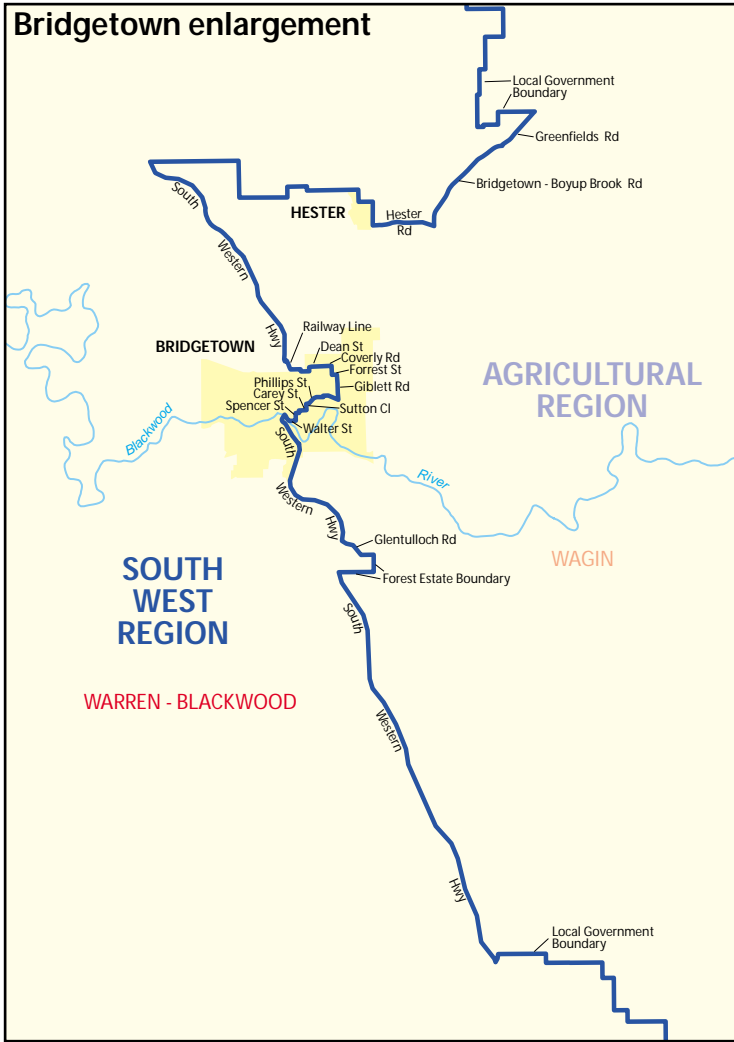 Bridgetown enlargement
Local Government
Boundary
Greenfields Rd
Bridgetown - Boyup Brook Rd
South
HESTER
Hester
Rd
Western
Hwy
Railway Line
BRIDGETOWN
Dean St
Coverly Rd
Forrest St
Phillips St
Giblett Rd
Carey St
Spencer St
Sutton Cl
Walter St
AGRICULTURAL
REGION
Blackwood
South
River
Western
Hwy
Glentulloch Rd
WAGIN
Forest Estate Boundary
SOUTH
WEST
REGION
South
WARREN - BLACKWOOD
Western
Hwy
Local Government
Boundary